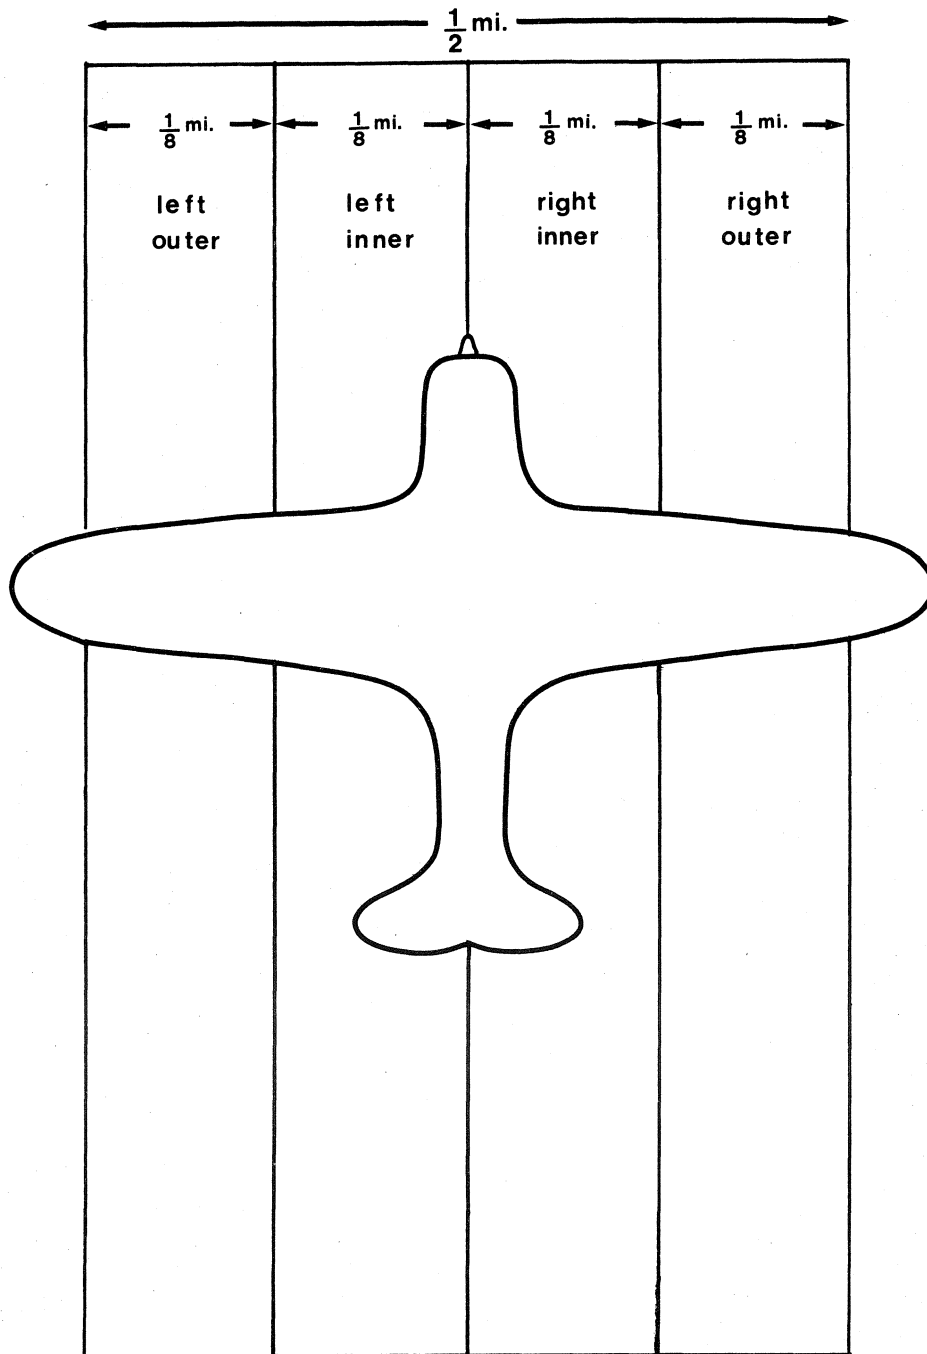 1/2 mi.
1/8 mi. 1/8 mi. 1/8 mi. 1/8 mi.
left outer
left inner
right inner
right outer